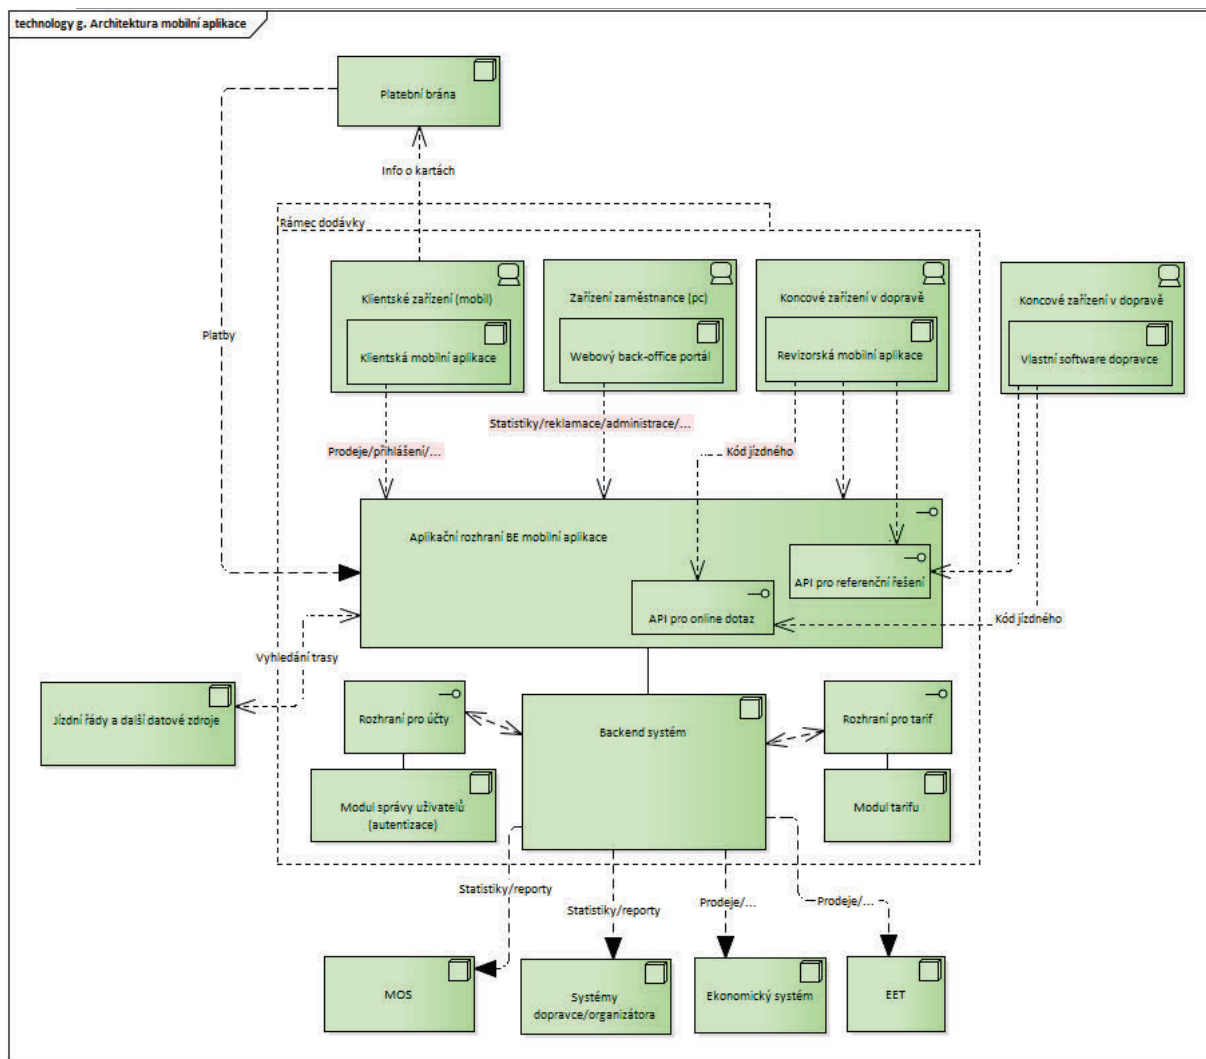 technology g. Architektura mobilní aplikace
Platební brána
Info o kartách
Rámec dodávky
Klientské zařízení (mobil)
Klientská mobilní aplikace
Zařízení zaměstnance (pc)
Webový back-office portál
Koncové zařízení v dopravě
Revizorská mobilní aplikace
Koncové zařízení v dopravě
Vlastní software dopravce
Platby
Prodeje/přihlášení/...
Statistiky/reklamace/administrace/...
Kód jízdného
Aplikační rozhraní BE mobilní aplikace
API pro referenční řešení
API pro online dotaz
Kód jízdného
Vyhledání trasy
Jízdní řády a další datové zdroje
Rozhraní pro účty
Backend systém
Rozhraní pro tarif
Modul správy uživatelů
(autentizace)
Modul tarifu
Statistiky/reporty
Statistiky/reporty
Prodeje/...
Prodeje/...
MOS
Systémy
dopravce/organizátora
Ekonomický systém
EET